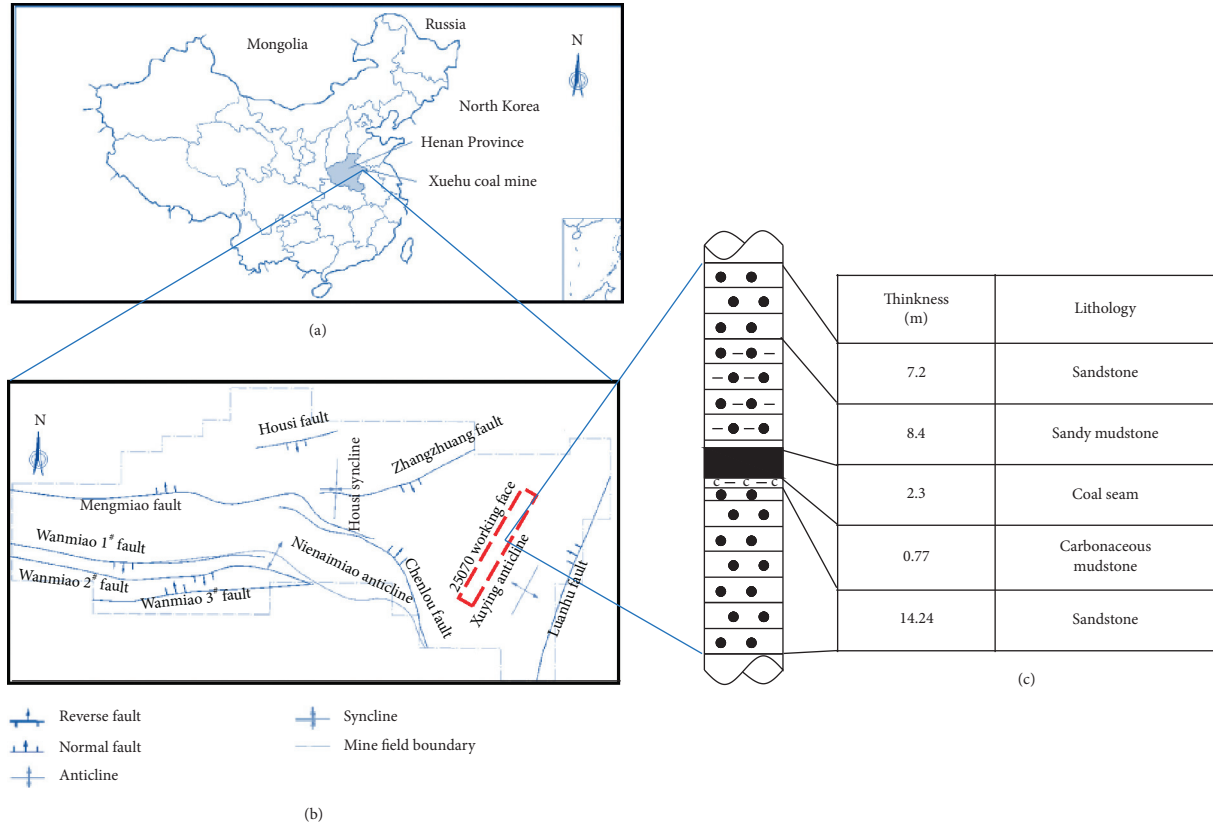 Mongolia
Russia
N
North Korea
Henan Province
Xuehu coal mine
(a)
N
Housi fault
Zhangzhuang fault
Housi syncline
Mengmiao fault
Wanmiao 1# fault
Wanmiao 2# fault
Wanmiao 3# fault
Nienaimiao anticline
Chenlou fault
25070 working face
Xuying anticline
Luanhu fault
Reverse fault
Normal fault
Anticline
Syncline
Mine field boundary
(b)
c – c – c
Thinkness
(m)
Lithology
7.2
Sandstone
8.4
Sandy mudstone
2.3
Coal seam
0.77
Carbonaceous
mudstone
14.24
Sandstone
(c)